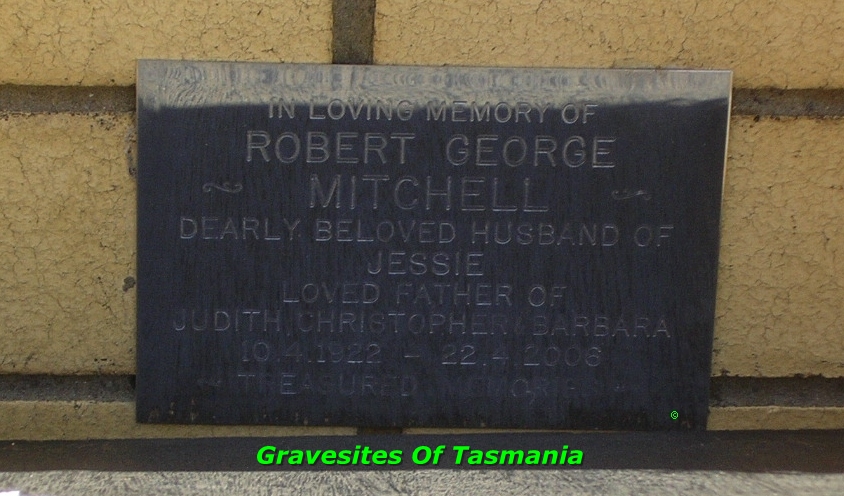 IN LOVING MEMORY OF
ROBERT GEORGE
MITCHELL
DEARLY BELOVED HUSBAND OF
JESSIE
LOVED FATHER OF
JUDITH, CHRISTOPHER, BARBARA
10.4.1922 - 22.4.2006
TREASURED
©
Gravesites Of Tasmania